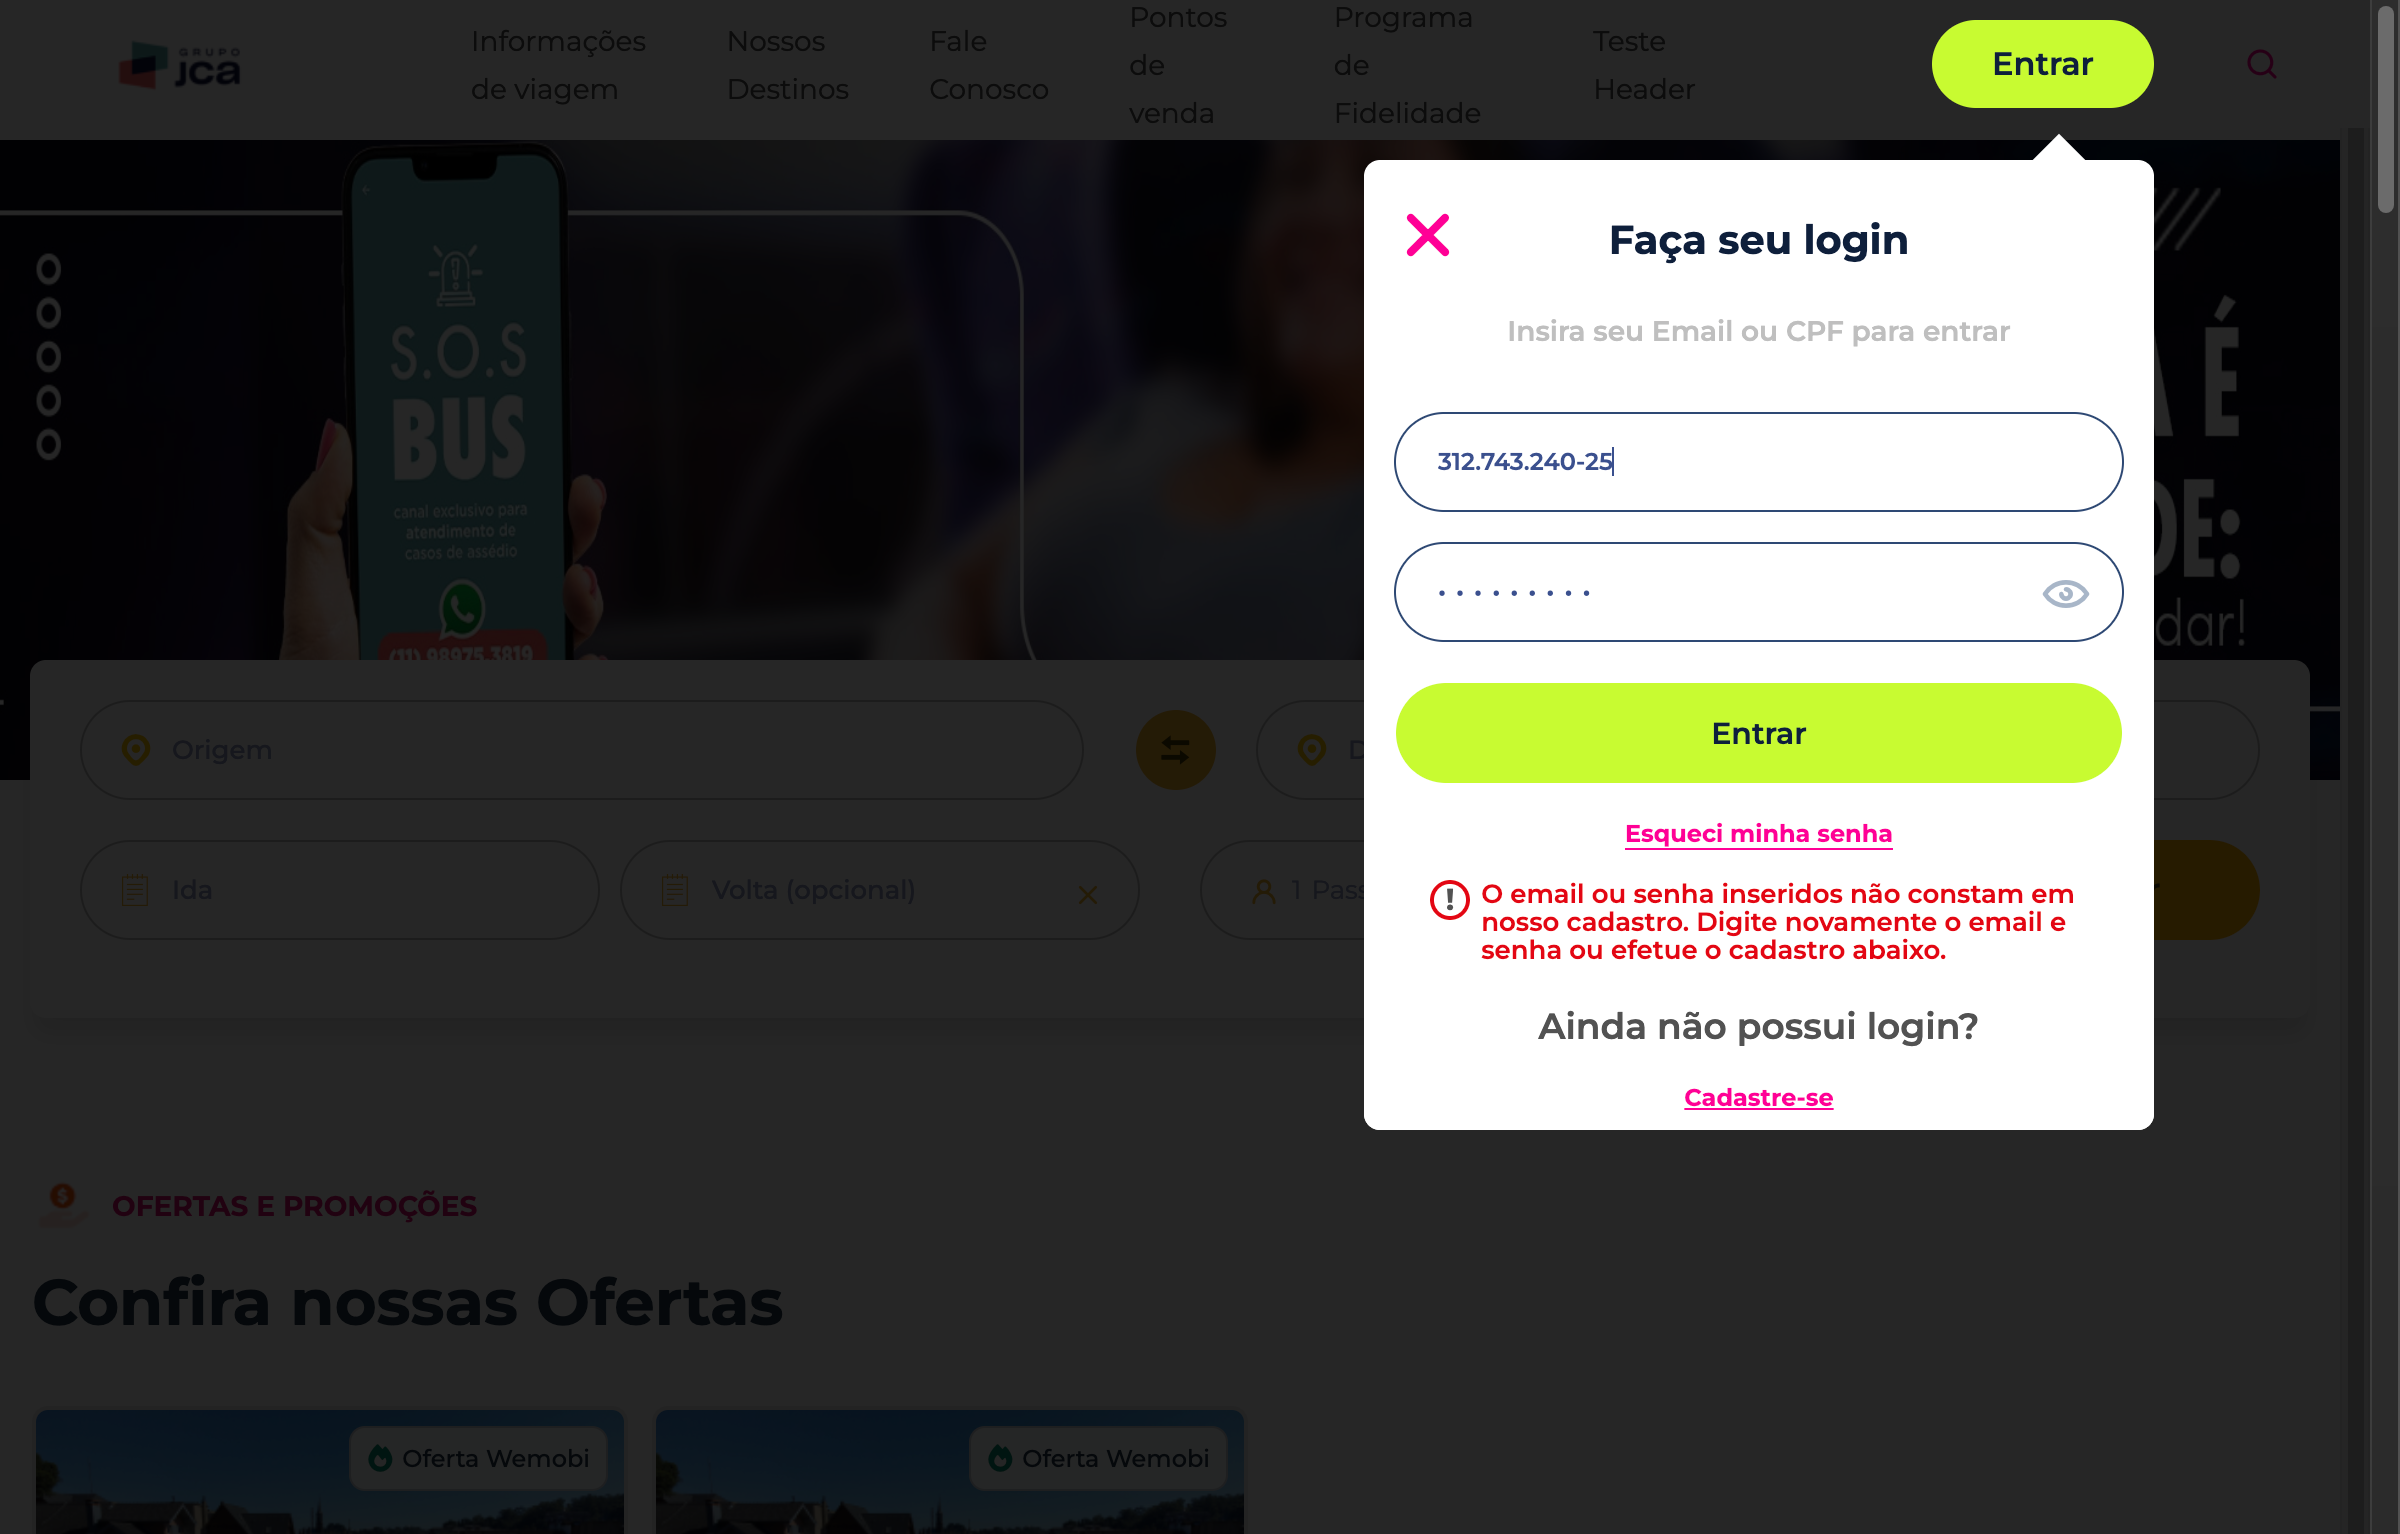 GRUPO
jca
Informações
de viagem
Nossos
Destinos
Fale
Conosco
Pontos
de
venda
Programa
de
Fidelidade
Teste
Header
Entrar
S.O.S
BUS
canal exclusivo para
atendimento de
casos de assédio
(11) 98975.3819
É
DE:
dar!
Faça seu login
Insira seu Email ou CPF para entrar
312.743.240-25
Entrar
Esqueci minha senha
O email ou senha inseridos não constam em
nosso cadastro. Digite novamente o email e
senha ou efetue o cadastro abaixo.
Ainda não possui login?
Cadastre-se
Origem
Ida
Volta (opcional)
1
OFERTAS E PROMOÇÕES
Confira nossas Ofertas
Oferta Wemobi
Oferta Wemobi